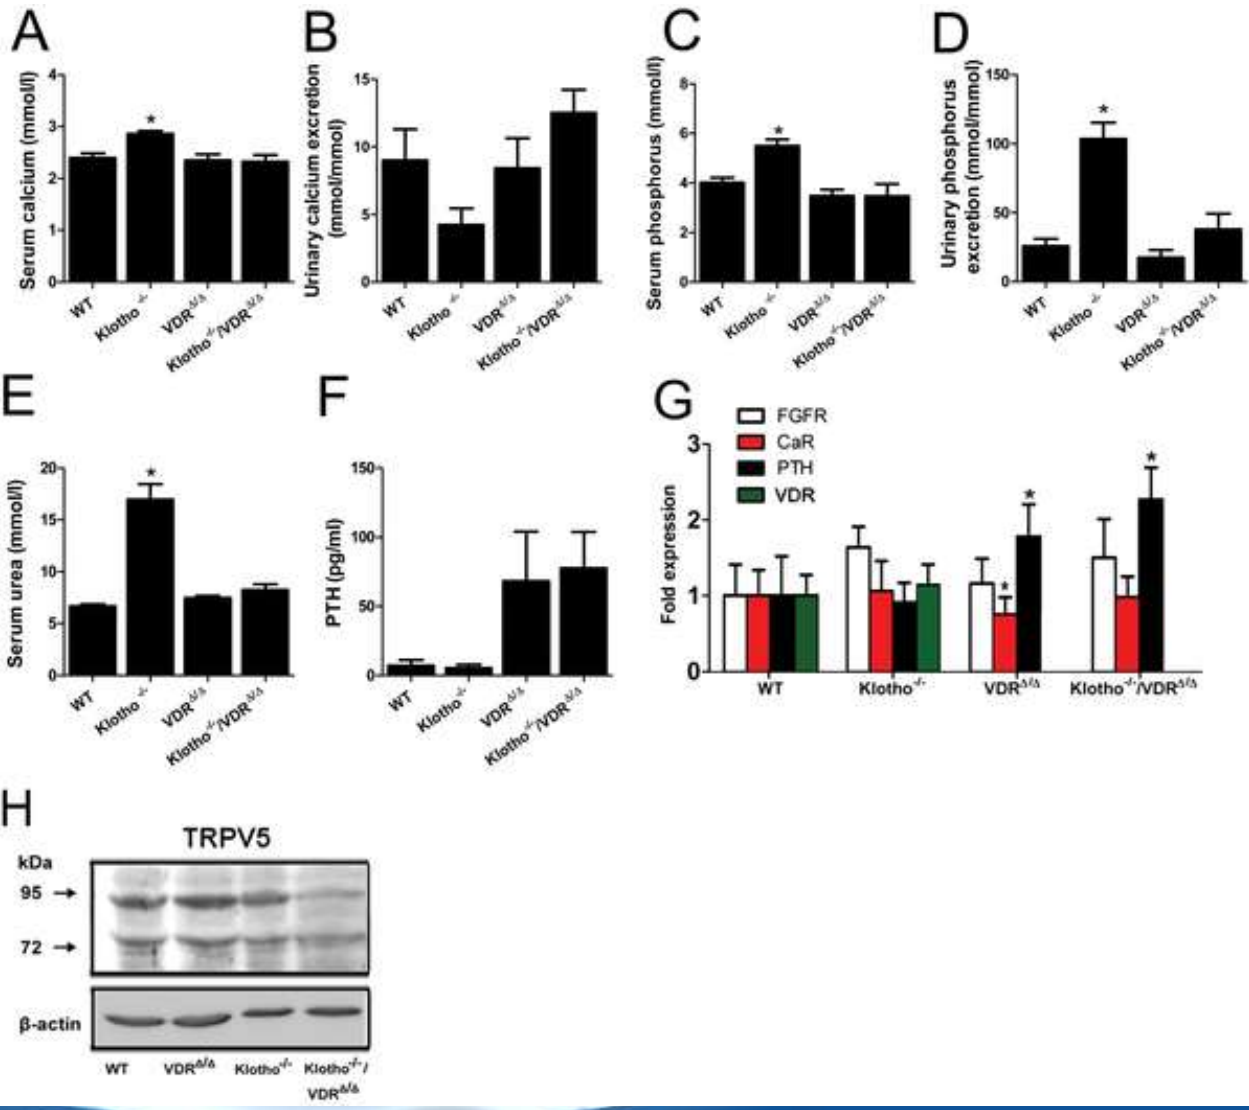 A
Serum calcium (mmol/l)
4
3
2
1
0
*
WT
Klotho-/-
VDRΔ/Δ
Klotho-/-/VDRΔ/Δ
B
Urinary calcium excretion
(mmol/mmol)
15
10
5
0
WT
Klotho-/-
VDRΔ/Δ
Klotho-/-/VDRΔ/Δ
C
Serum phosphorus (mmol/l)
8
6
4
2
0
*
WT
Klotho-/-
VDRΔ/Δ
Klotho-/-/VDRΔ/Δ
D
Urinary phosphorus
excretion (mmol/mmol)
150
100
50
0
*
WT
Klotho-/-
VDRΔ/Δ
Klotho-/-/VDRΔ/Δ
E
Serum urea (mmol/l)
20
15
10
5
0
*
WT
Klotho-/-
VDRΔ/Δ
Klotho-/-/VDRΔ/Δ
F
PTH (pg/ml)
150
100
50
0
WT
Klotho-/-
VDRΔ/Δ
Klotho-/-/VDRΔ/Δ
G
FGFR
CaR
PTH
VDR
Fold expression
3
2
1
0
* * *
WT Klotho-/- VDRΔ/Δ Klotho-/-/VDRΔ/Δ
H
TRPV5
kDa
95 →
72 →
β-actin
WT VDRΔ/Δ Klotho-/- Klotho-/-/
VDRΔ/Δ